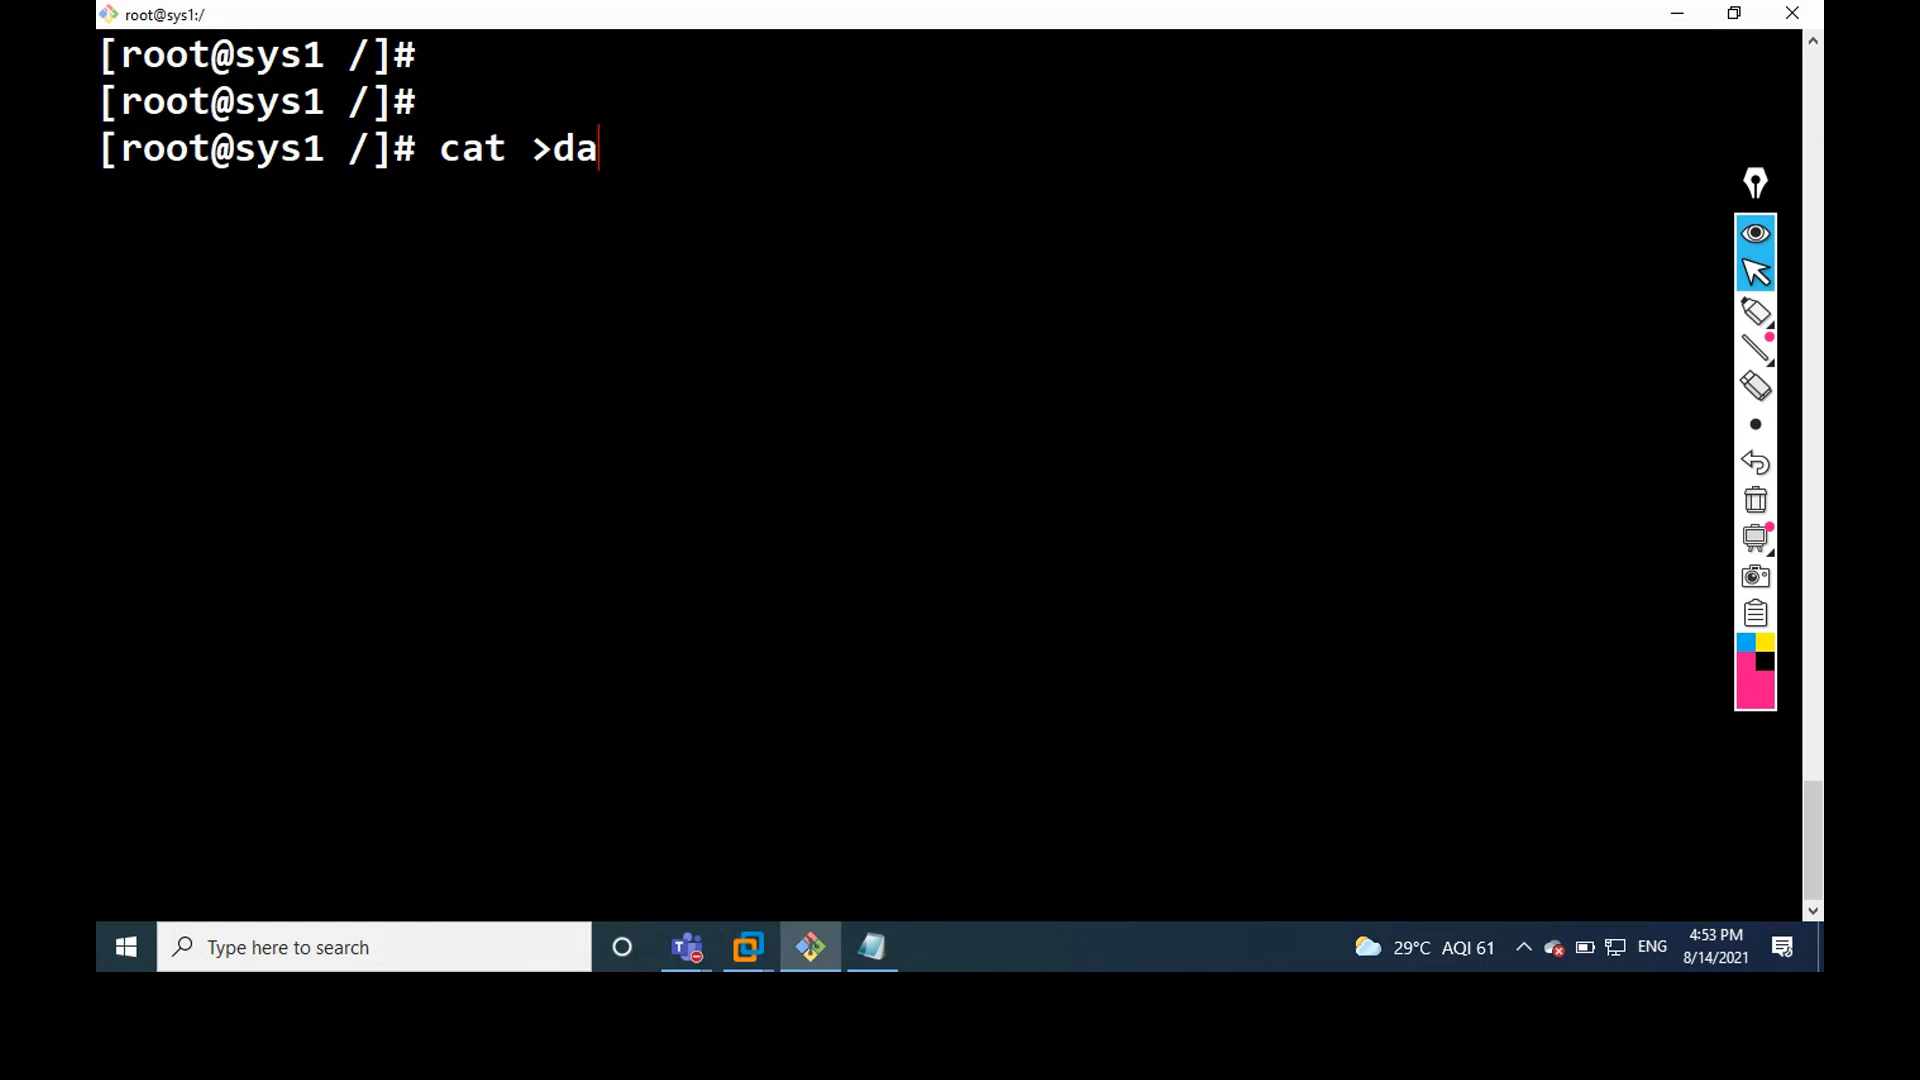 root@sys1:/
[root@sys1 /]#
[root@sys1 /]#
[root@sys1 /]# cat >da
Type here to search
29°C AQI 61
ENG
4:53 PM
8/14/2021